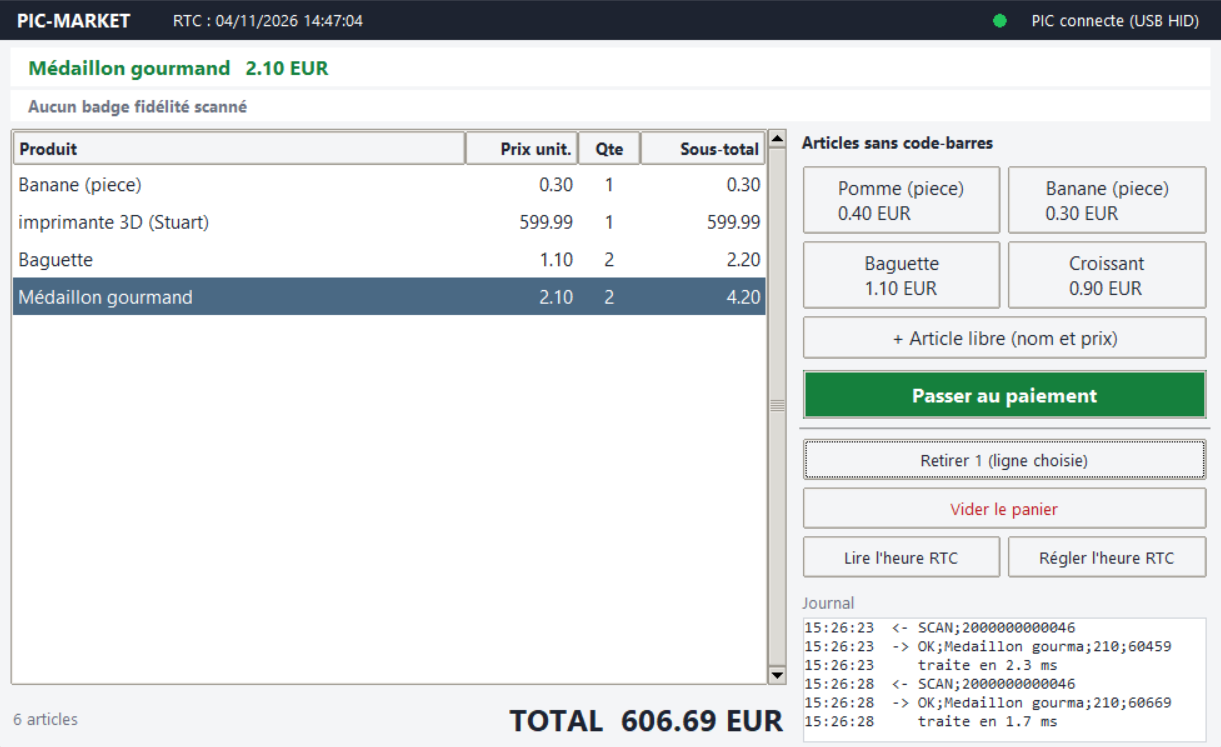 PIC-MARKET RTC : 04/11/2026 14:47:04 PIC connecte (USB HID)
Médaillon gourmand 2.10 EUR
Aucun badge fidélité scanné
Produit Prix unit. Qte Sous-total
Banane (piece) 0.30 1 0.30
imprimante 3D (Stuart) 599.99 1 599.99
Baguette 1.10 2 2.20
Médaillon gourmand 2.10 2 4.20
6 articles TOTAL 606.69 EUR
Articles sans code-barres
Pomme (piece)
0.40 EUR
Banane (piece)
0.30 EUR
Baguette
1.10 EUR
Croissant
0.90 EUR
+ Article libre (nom et prix)
Passer au paiement
Retirer 1 (ligne choisie)
Vider le panier
Lire l'heure RTC
Régler l'heure RTC
Journal
15:26:23 <- SCAN;2000000000046
15:26:23 -> OK;Medaillon gourma;210;60459
15:26:23 traite en 2.3 ms
15:26:28 <- SCAN;2000000000046
15:26:28 -> OK;Medaillon gourma;210;60669
15:26:28 traite en 1.7 ms